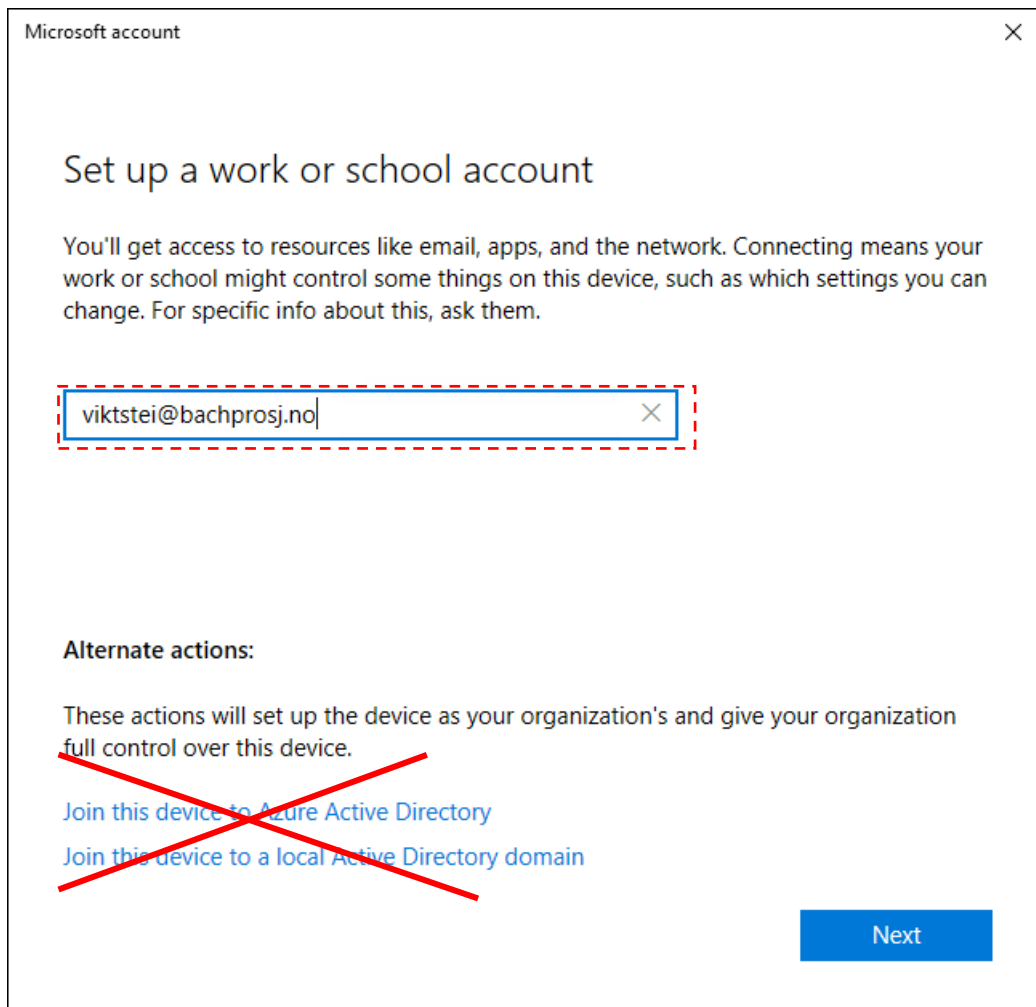 Microsoft account
Set up a work or school account
You'll get access to resources like email, apps, and the network. Connecting means your
work or school might control some things on this device, such as which settings you can
change. For specific info about this, ask them.
viktstei@bachprosj.no
Alternate actions:
These actions will set up the device as your organization's and give your organization
full control over this device.
Join this device to Azure Active Directory
Join this device to a local Active Directory domain
Next